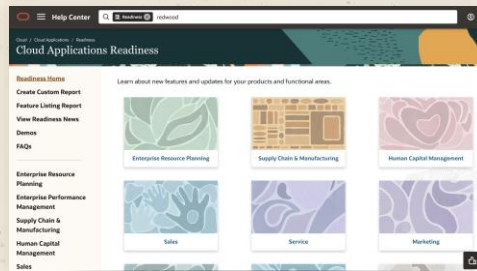 Help Center
Readiness
redwood
Cloud / Cloud Applications / Readiness
Cloud Applications Readiness
Readiness Home
Create Custom Report
Feature Listing Report
View Readiness News
Demos
FAQs
Enterprise Resource
Planning
Enterprise Performance
Management
Supply Chain &
Manufacturing
Human Capital
Management
Sales
Learn about new features and updates for your products and functional areas.
Enterprise Resource Planning
Supply Chain & Manufacturing
Human Capital Management
Sales
Service
Marketing